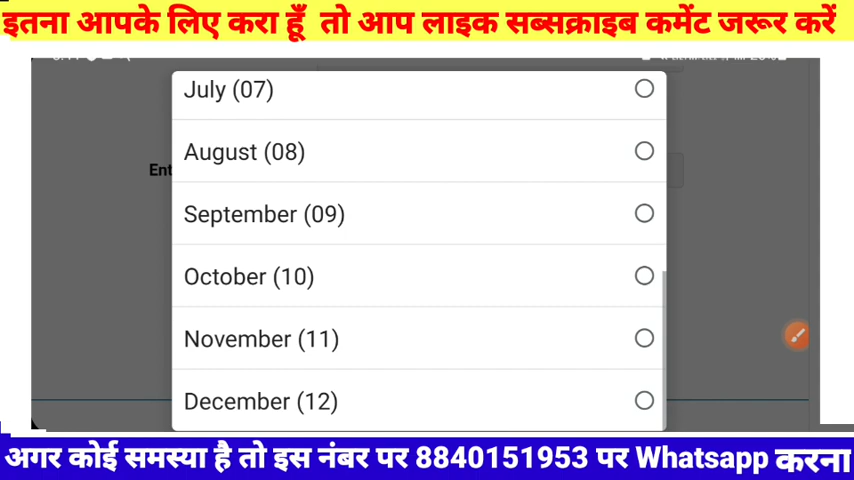 इतना आपके लिए करा हूँ तो आप लाइक सब्सक्राइब कमेंट जरूर करें
July (07)
August (08)
Ent
September (09)
October (10)
November (11)
December (12)
अगर कोई समस्या है तो इस नंबर पर 8840151953 पर Whatsapp करना